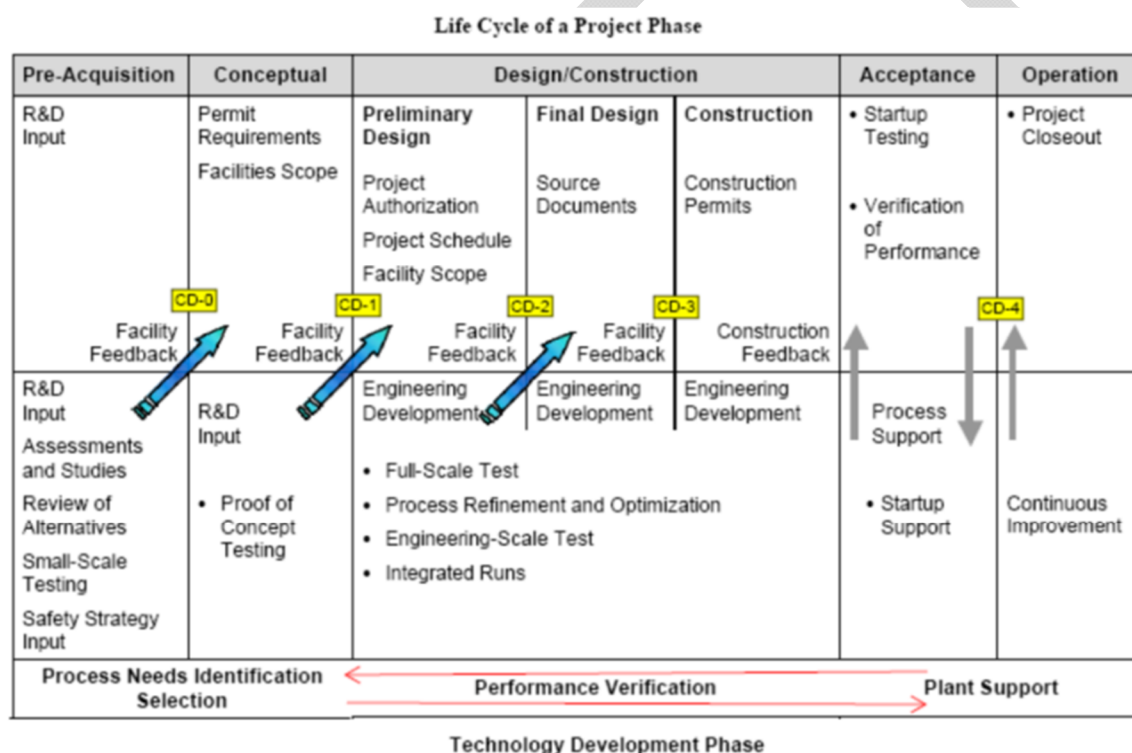 Life Cycle of a Project Phase
Pre-Acquisition
Conceptual
Design/Construction
Acceptance
Operation
R&D
Input
Permit
Requirements
Facilities Scope
Preliminary
Design
Project
Authorization
Project Schedule
Facility Scope
Final Design
Source
Documents
Construction
Construction
Permits
• Startup
Testing
• Verification
of
Performance
• Project
Closeout
CD-0
CD-1
CD-2
CD-3
CD-4
Facility
Feedback
Facility
Feedback
Facility
Feedback
Facility
Feedback
Construction
Feedback
R&D
Input
Assessments
and Studies
Review of
Alternatives
Small-Scale
Testing
Safety Strategy
Input
R&D
Input
• Proof of
Concept
Testing
Engineering
Development
Engineering
Development
Engineering
Development
• Full-Scale Test
• Process Refinement and Optimization
• Engineering-Scale Test
• Integrated Runs
Process
Support
• Startup
Support
Continuous
Improvement
Process Needs Identification
Selection
Performance Verification
Plant Support
Technology Development Phase